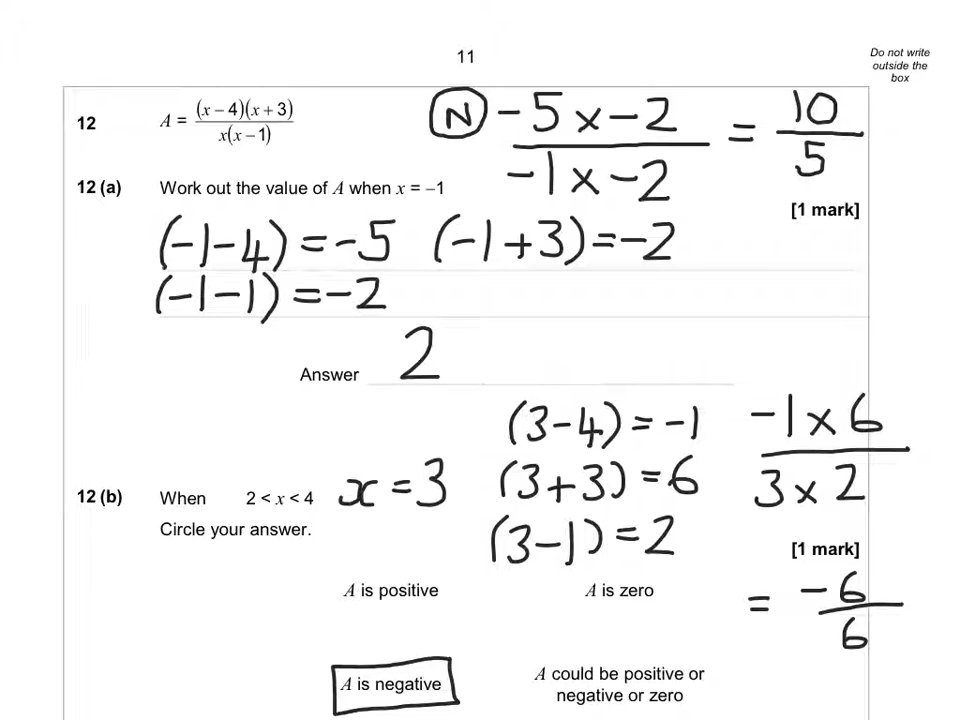 11
Do not write
outside the
box
12 A = (x – 4)(x + 3) / x(x – 1)
Ⓝ -5 x -2 / -1 x -2 = 10 / 5
12 (a) Work out the value of A when x = –1
[1 mark]
(-1-4) = -5 (-1+3) = -2
(-1-1) = -2
Answer 2
(3-4) = -1
(3+3) = 6
(3-1) = 2
-1 x 6 / 3 x 2
12 (b) When 2 < x < 4 x = 3
Circle your answer.
[1 mark]
= -6 / 6
A is positive A is zero
A is negative A could be positive or
negative or zero